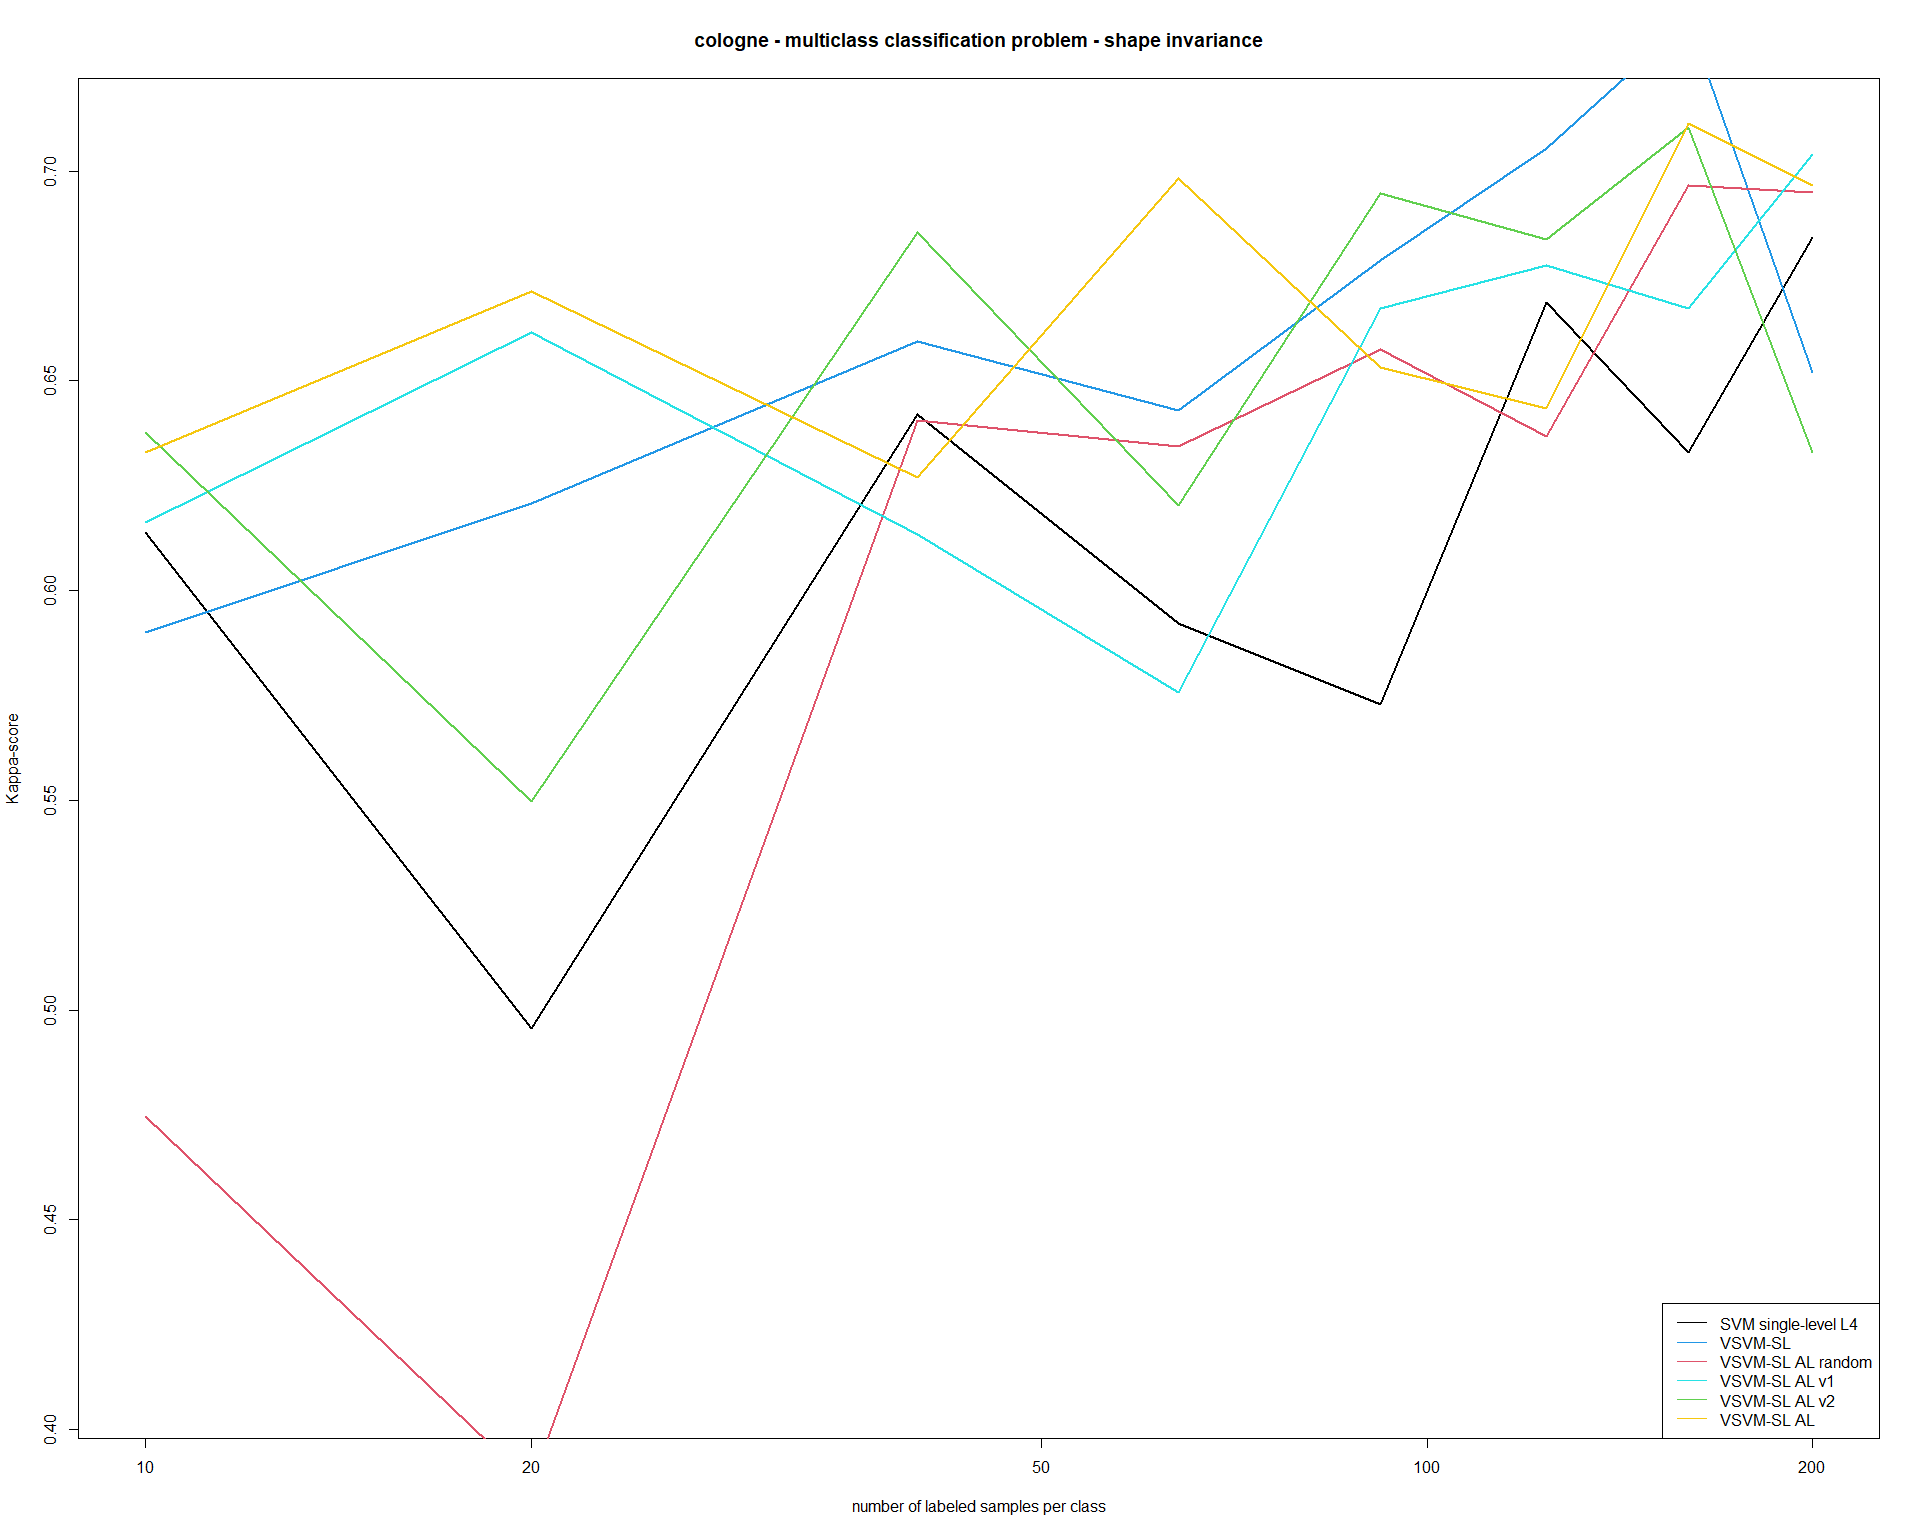 cologne - multiclass classification problem - shape invariance
0.70
0.65
0.60
0.55
0.50
0.45
0.40
Kappa-score
SVM single-level L4
VSVM-SL
VSVM-SL AL random
VSVM-SL AL v1
VSVM-SL AL v2
VSVM-SL AL
10
20
50
100
200
number of labeled samples per class